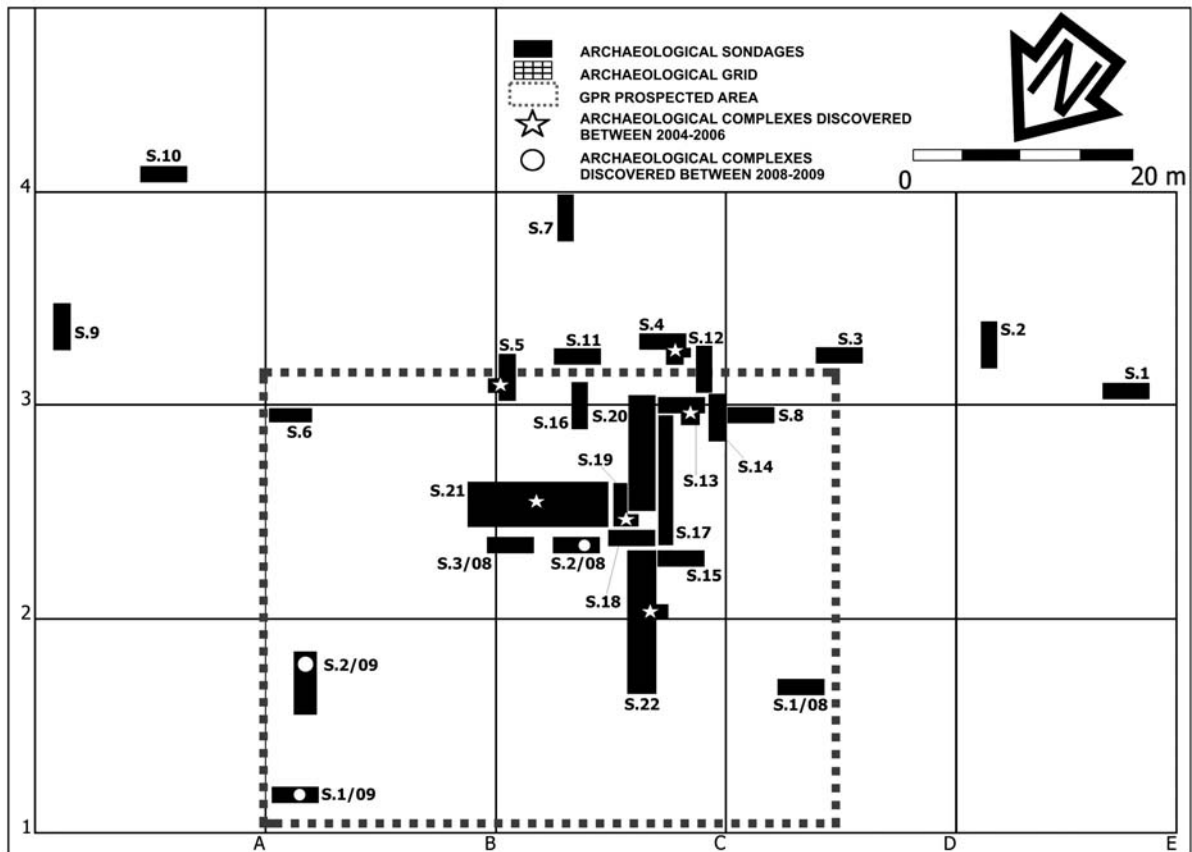 ARCHAEOLOGICAL SONDAGES
ARCHAEOLOGICAL GRID
GPR PROSPECTED AREA
ARCHAEOLOGICAL COMPLEXES DISCOVERED
BETWEEN 2004-2006
ARCHAEOLOGICAL COMPLEXES
DISCOVERED BETWEEN 2008-2009
N
0 20 m
S.10
4
S.7
S.9
S.5
S.11
S.4
S.12
S.3
S.2
S.1
3
S.6
S.16
S.20
S.8
S.14
S.13
S.19
S.21
S.17
S.3/08
S.2/08
S.15
S.18
2
S.2/09
S.22
S.1/08
S.1/09
1
A B C D E